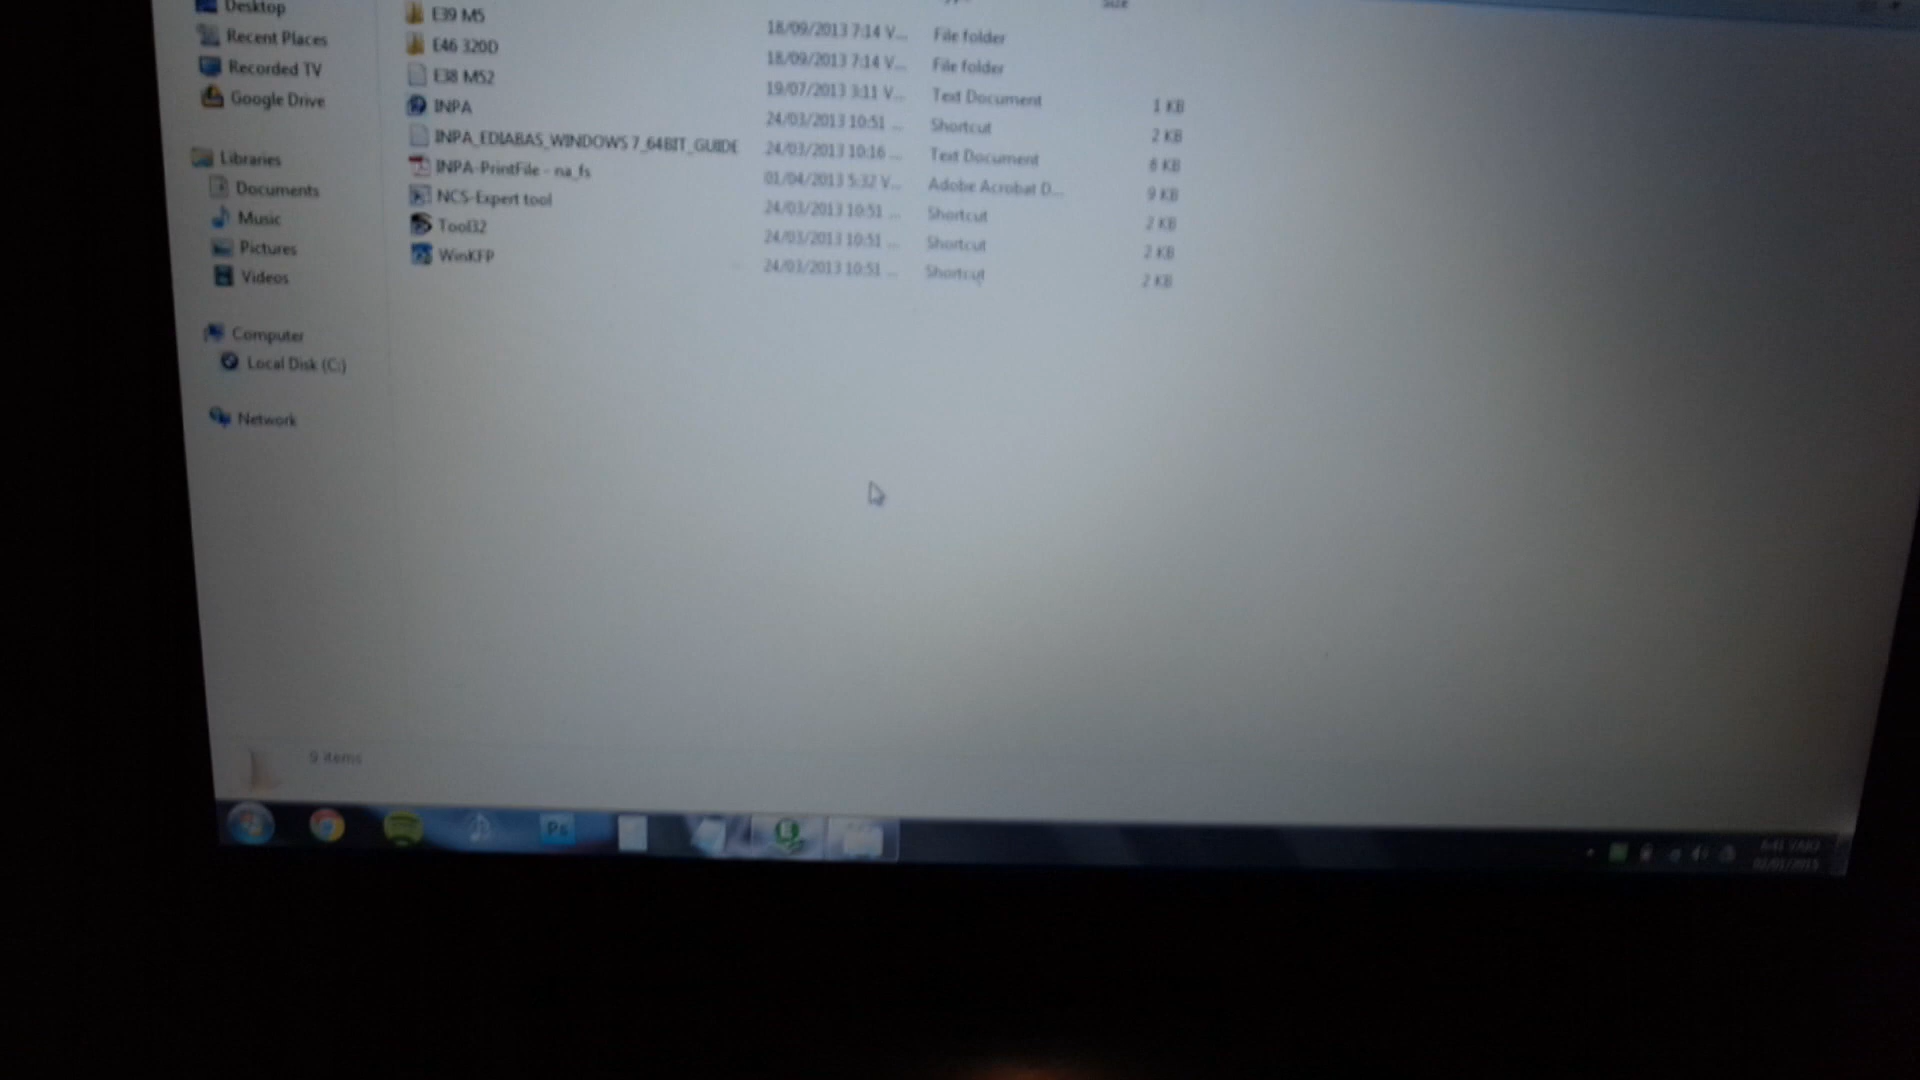 Desktop
Recent Places
Recorded TV
Google Drive
Libraries
Documents
Music
Pictures
Videos
Computer
Local Disk (C:)
Network
Size
E39 M5 18/09/2013 7:14 V... File folder
E46 320D 18/09/2013 7:14 V... File folder
E38 M52 19/07/2013 3:11 V... Text Document 1 KB
INPA 24/03/2013 10:51 ... Shortcut 2 KB
INPA_EDIABAS_WINDOWS 7_64BIT_GUIDE 24/03/2013 10:16 ... Text Document KB
INPA-PrintFile - na_fs 01/04/2013 5:32 V... Adobe Acrobat D... 9 KB
NCS-Expert tool 24/03/2013 10:51 ... Shortcut 2 KB
Tool32 24/03/2013 10:51 ... Shortcut 2 KB
WinKFP 24/03/2013 10:51 ... Shortcut 2 KB
9 items
Ps